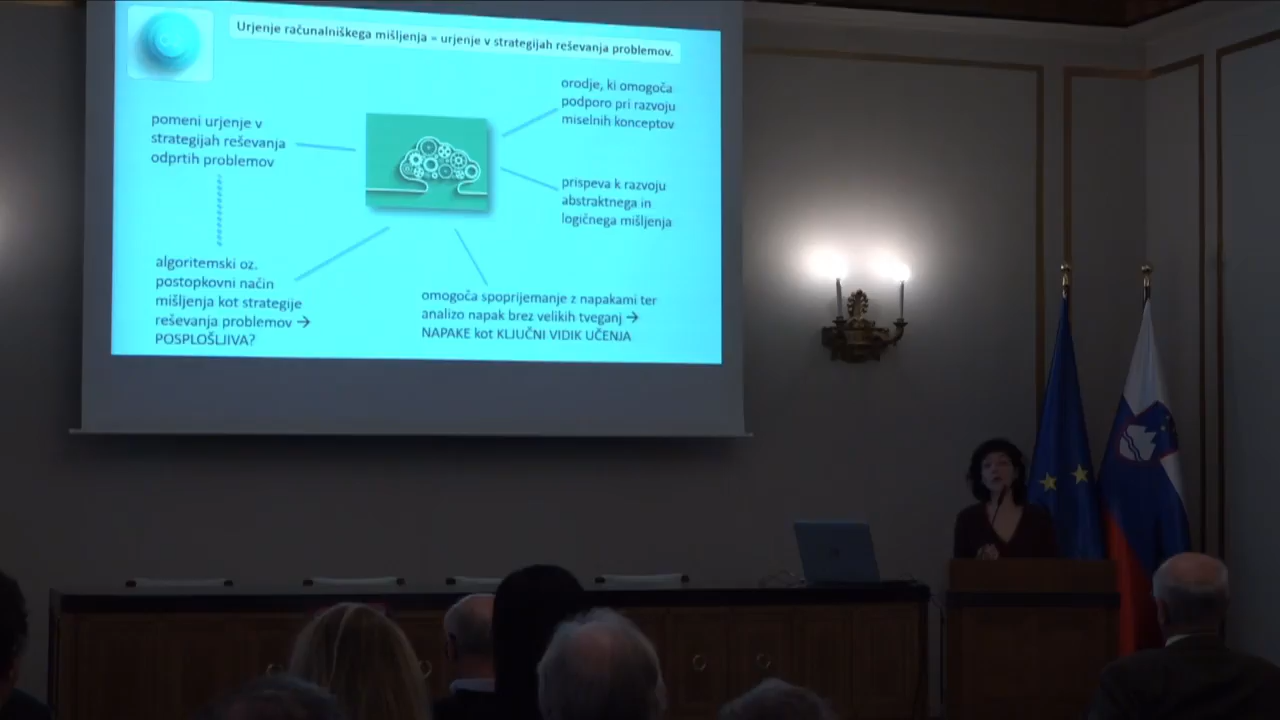 Urjenje računalniškega mišljenja = urjenje v strategijah reševanja problemov.
pomeni urjenje v
strategijah reševanja
odprtih problemov
orodje, ki omogoča
podporo pri razvoju
miselnih konceptov
prispeva k razvoju
abstraktnega in
logičnega mišljenja
algoritemski oz.
postopkovni način
mišljenja kot strategije
reševanja problemov →
POSPLOŠLJIVA?
omogoča spoprijemanje z napakami ter
analizo napak brez velikih tveganj →
NAPAKE kot KLJUČNI VIDIK UČENJA